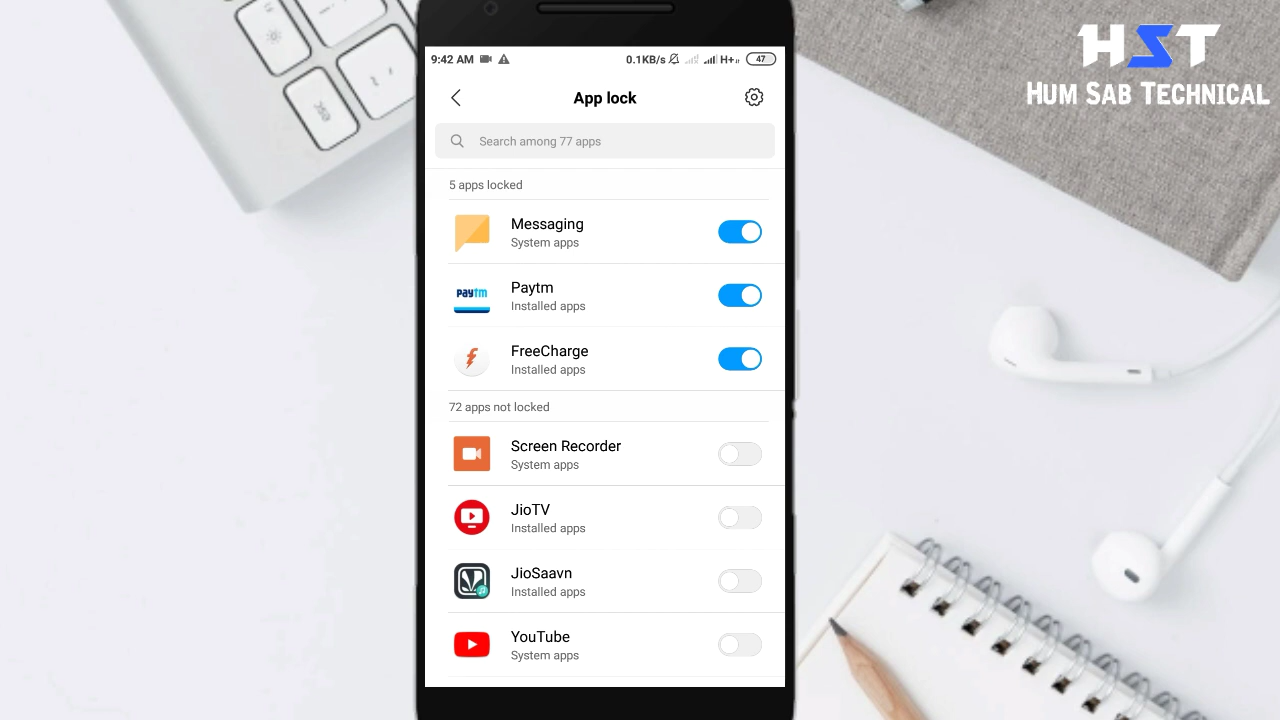 HST
HUM SAB TECHNICAL
9:42 AM 0.1KB/s H+ 47
App lock
Search among 77 apps
5 apps locked
Messaging
System apps
paytm
Paytm
Installed apps
FreeCharge
Installed apps
72 apps not locked
Screen Recorder
System apps
JioTV
Installed apps
JioSaavn
Installed apps
YouTube
System apps